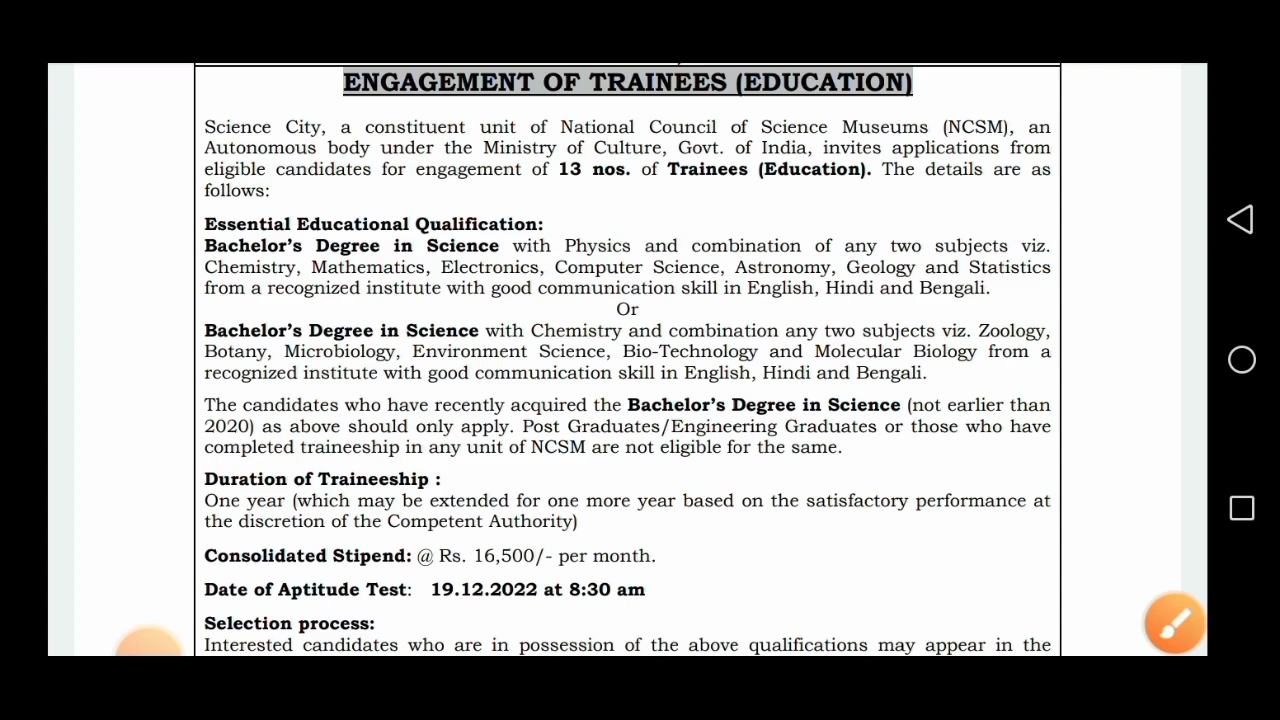 ENGAGEMENT OF TRAINEES (EDUCATION)
Science City, a constituent unit of National Council of Science Museums (NCSM), an
Autonomous body under the Ministry of Culture, Govt. of India, invites applications from
eligible candidates for engagement of 13 nos. of Trainees (Education). The details are as
follows:
Essential Educational Qualification:
Bachelor's Degree in Science with Physics and combination of any two subjects viz.
Chemistry, Mathematics, Electronics, Computer Science, Astronomy, Geology and Statistics
from a recognized institute with good communication skill in English, Hindi and Bengali.
Or
Bachelor's Degree in Science with Chemistry and combination any two subjects viz. Zoology,
Botany, Microbiology, Environment Science, Bio-Technology and Molecular Biology from a
recognized institute with good communication skill in English, Hindi and Bengali.
The candidates who have recently acquired the Bachelor's Degree in Science (not earlier than
2020) as above should only apply. Post Graduates/Engineering Graduates or those who have
completed traineeship in any unit of NCSM are not eligible for the same.
Duration of Traineeship :
One year (which may be extended for one more year based on the satisfactory performance at
the discretion of the Competent Authority)
Consolidated Stipend: @ Rs. 16,500/- per month.
Date of Aptitude Test: 19.12.2022 at 8:30 am
Selection process:
Interested candidates who are in possession of the above qualifications may appear in the